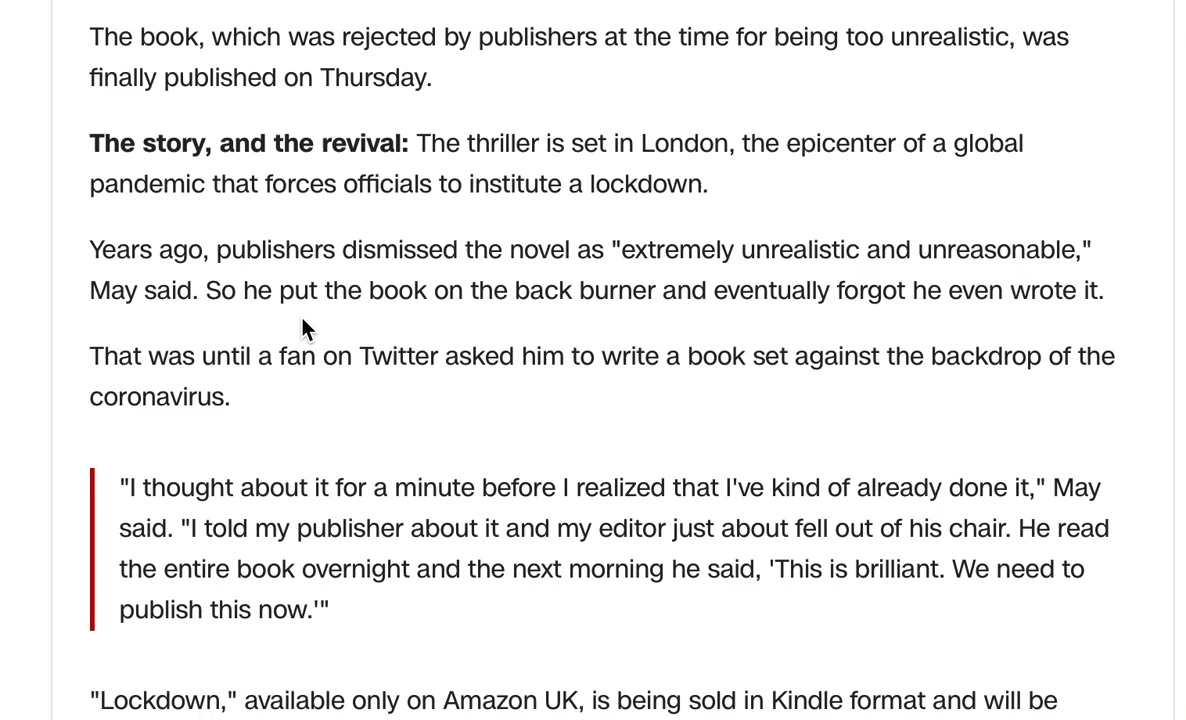 The book, which was rejected by publishers at the time for being too unrealistic, was
finally published on Thursday.
The story, and the revival: The thriller is set in London, the epicenter of a global
pandemic that forces officials to institute a lockdown.
Years ago, publishers dismissed the novel as "extremely unrealistic and unreasonable,"
May said. So he put the book on the back burner and eventually forgot he even wrote it.
That was until a fan on Twitter asked him to write a book set against the backdrop of the
coronavirus.
"I thought about it for a minute before I realized that I've kind of already done it," May
said. "I told my publisher about it and my editor just about fell out of his chair. He read
the entire book overnight and the next morning he said, 'This is brilliant. We need to
publish this now.'"
"Lockdown," available only on Amazon UK, is being sold in Kindle format and will be